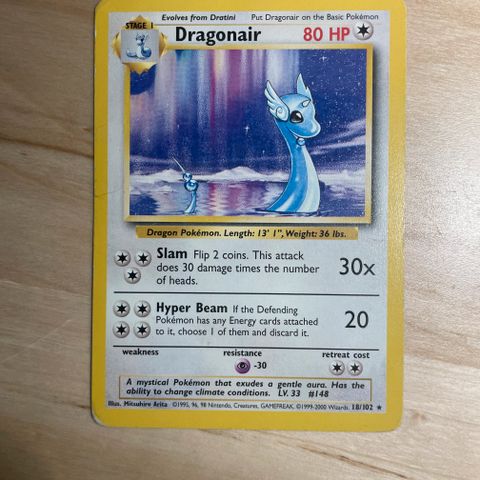 Evolves from Dratini Put Dragonair on the Basic Pokémon
STAGE 1
Dragonair 80 HP
Dragon Pokémon. Length: 13' 1", Weight: 36 lbs.
Slam Flip 2 coins. This attack
does 30 damage times the number
of heads.
30x
Hyper Beam If the Defending
Pokémon has any Energy cards attached
to it, choose 1 of them and discard it.
20
weakness resistance retreat cost
-30
A mystical Pokémon that exudes a gentle aura. Has the
ability to change climate conditions. LV. 33 #148
Illus. Mitsuhiro Arita ©1995, 96, 98 Nintendo, Creatures, GAMEFREAK. ©1999-2000 Wizards. 18/102 ★